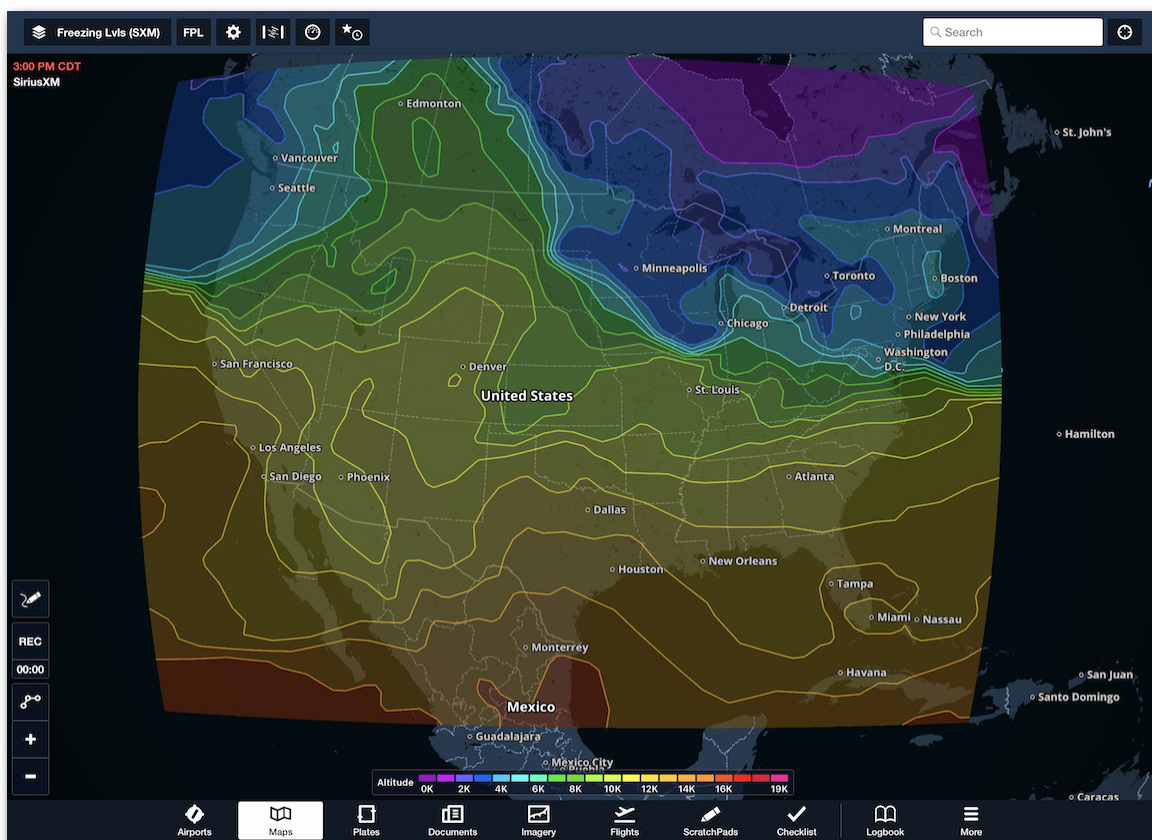 Freezing Lvls (SXM)
FPL
Search
3:00 PM CDT
SiriusXM
Edmonton
St. John's
Vancouver
Seattle
Montreal
Minneapolis
Toronto
Boston
Detroit
New York
Chicago
Philadelphia
Washington
D.C.
San Francisco
Denver
United States
St. Louis
Hamilton
Los Angeles
San Diego
Phoenix
Atlanta
Dallas
New Orleans
Houston
Tampa
Miami
Nassau
REC
00:00
Monterrey
Havana
San Juan
Santo Domingo
Mexico
Guadalajara
Mexico City
Puebla
Altitude
0K 2K 4K 6K 8K 10K 12K 14K 16K 19K
Caracas
Airports
Maps
Plates
Documents
Imagery
Flights
ScratchPads
Checklist
Logbook
More